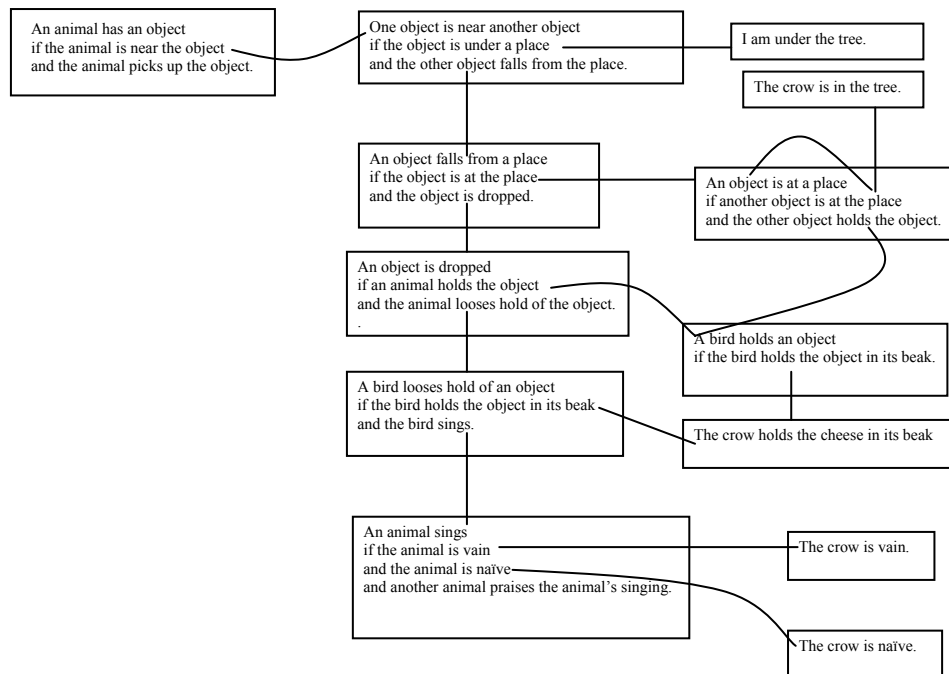 An animal has an object
if the animal is near the object
and the animal picks up the object.
One object is near another object
if the object is under a place
and the other object falls from the place.
I am under the tree.
The crow is in the tree.
An object falls from a place
if the object is at the place
and the object is dropped.
An object is at a place
if another object is at the place
and the other object holds the object.
An object is dropped
if an animal holds the object
and the animal looses hold of the object.
.
A bird holds an object
if the bird holds the object in its beak.
A bird looses hold of an object
if the bird holds the object in its beak
and the bird sings.
The crow holds the cheese in its beak
An animal sings
if the animal is vain
and the animal is naïve
and another animal praises the animal’s singing.
The crow is vain.
The crow is naïve.